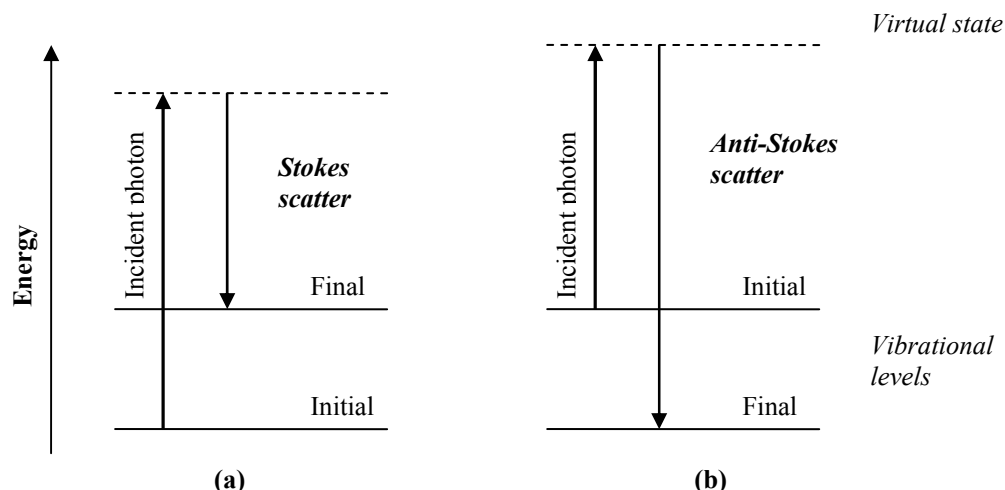 Virtual state
Energy
Incident photon
Stokes
scatter
Final
Initial
(a)
Incident photon
Anti-Stokes
scatter
Initial
Final
(b)
Vibrational
levels